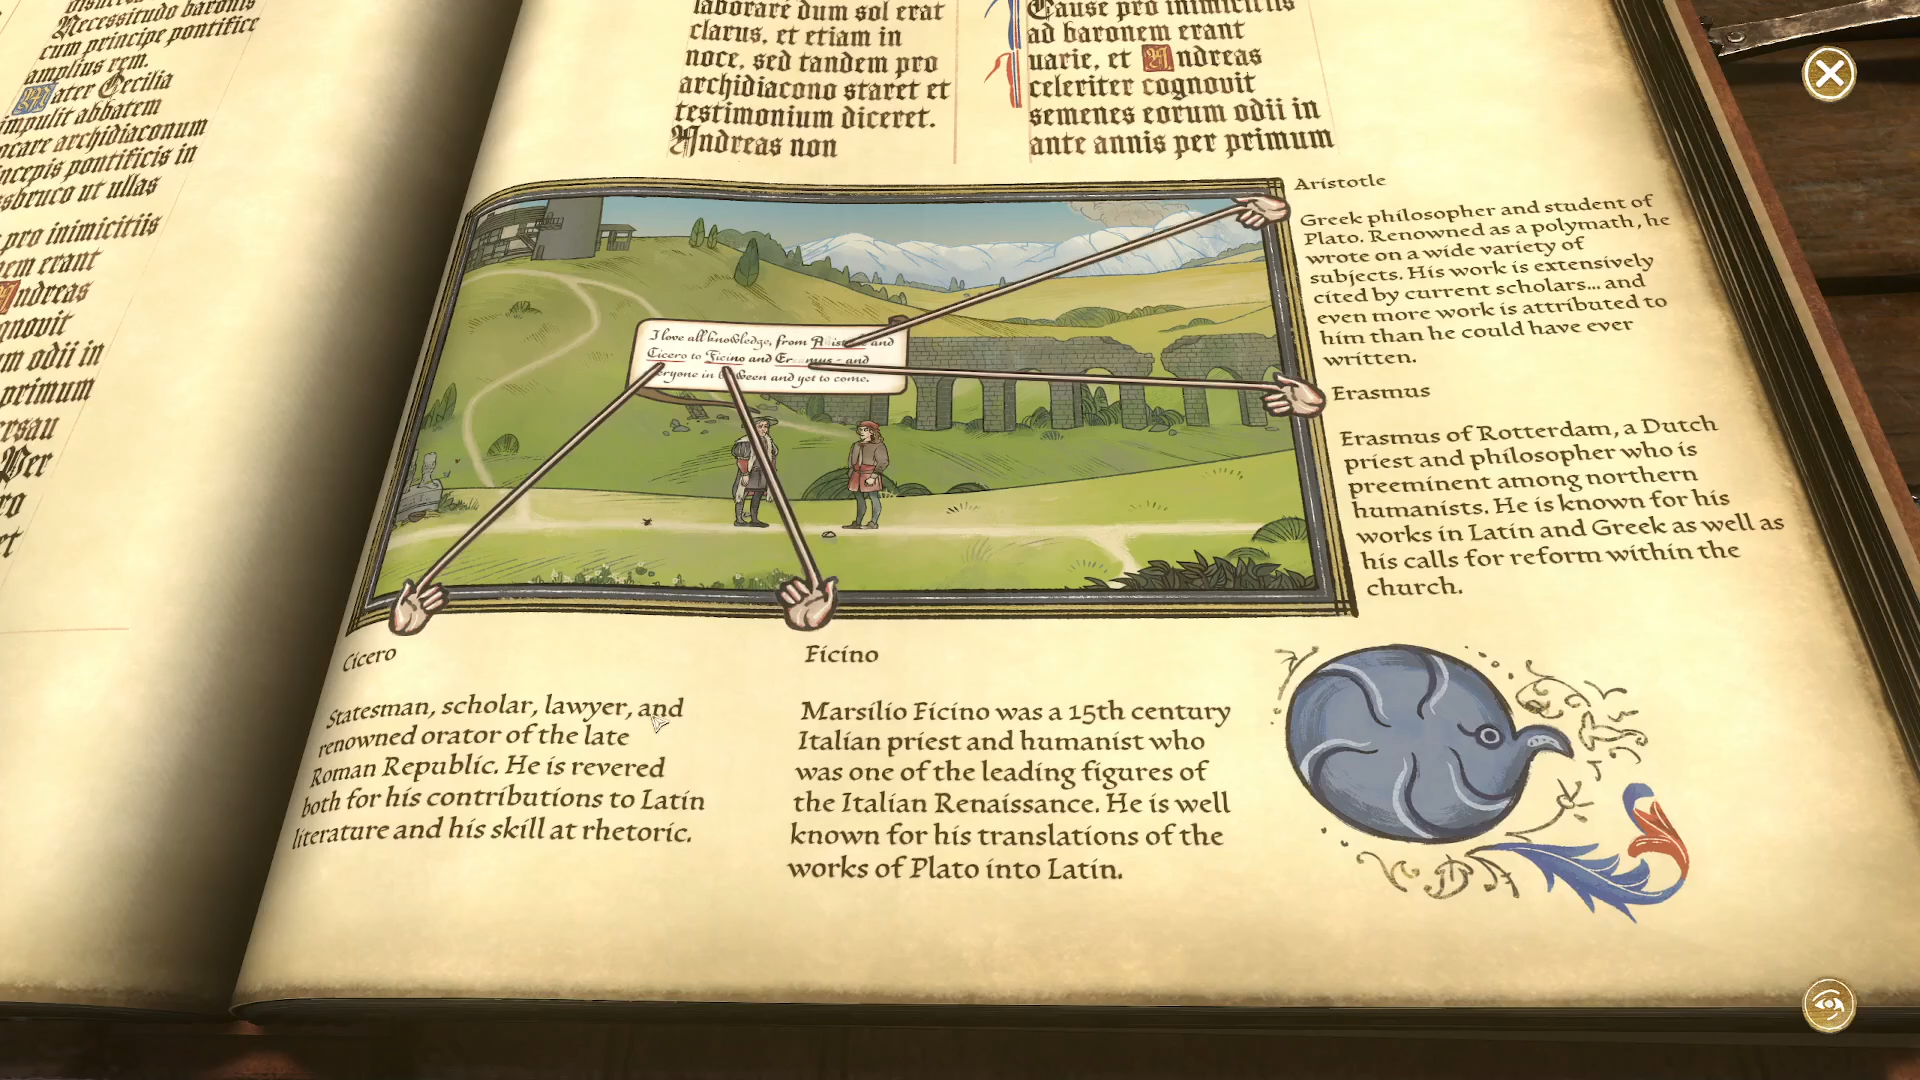 Necessitudo baronis
cum principe pontifice
amplius rem.
Mater Cecilia
impulit abbatem
archidiaconum
pontificis in
ut ullas
pro inimicitiis
erant
Andreas
odii in
primum
laborare dum sol erat
clarus, et etiam in
noce, sed tandem pro
archidiacono staret et
testimonium diceret.
Andreas non
Cause pro inimicitiis
ad baronem erant
uarie, et Andreas
celeriter cognovit
semenes eorum odii in
ante annis per primum
I love all knowledge, from and
Cicero to Ficino and Erasmus - and
in between and yet to come.
Aristotle
Greek philosopher and student of
Plato. Renowned as a polymath, he
wrote on a wide variety of
subjects. His work is extensively
cited by current scholars... and
even more work is attributed to
him than he could have ever
written.
Erasmus
Erasmus of Rotterdam, a Dutch
priest and philosopher who is
preeminent among northern
humanists. He is known for his
works in Latin and Greek as well as
his calls for reform within the
church.
Cicero
Statesman, scholar, lawyer, and
renowned orator of the late
Roman Republic. He is revered
both for his contributions to Latin
literature and his skill at rhetoric.
Ficino
Marsilio Ficino was a 15th century
Italian priest and humanist who
was one of the leading figures of
the Italian Renaissance. He is well
known for his translations of the
works of Plato into Latin.